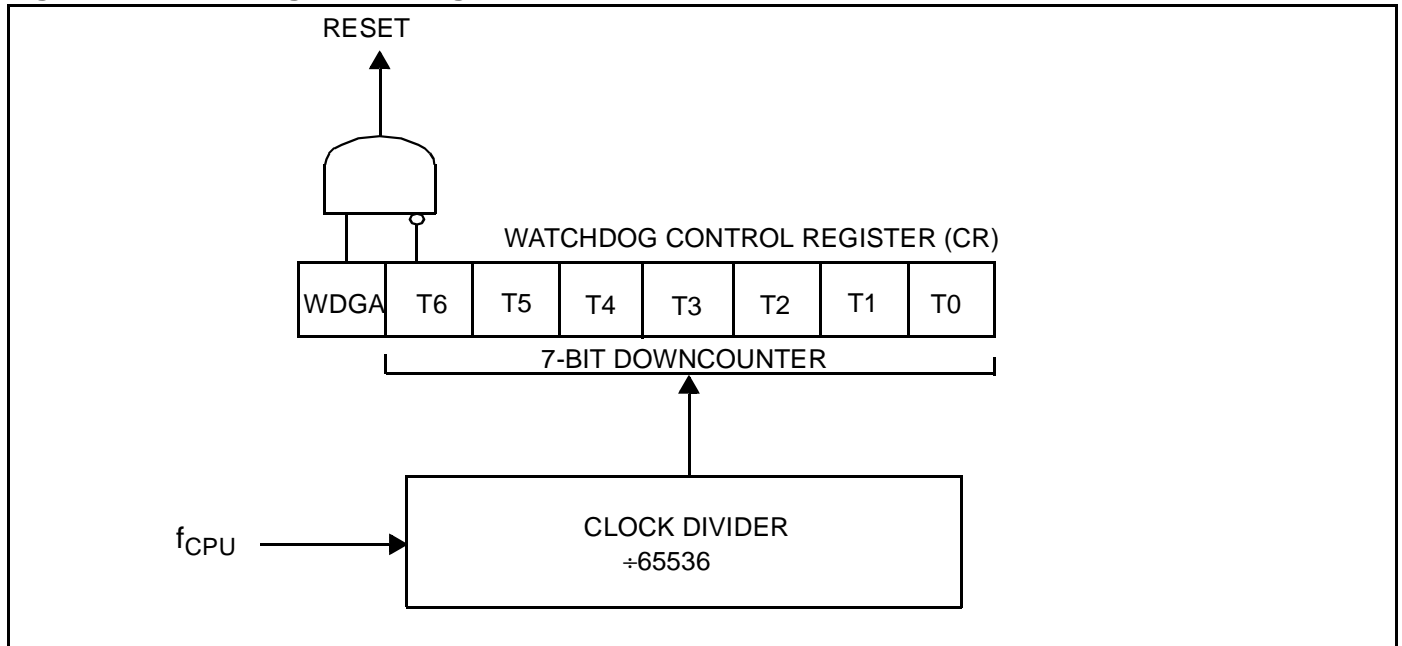 RESET
WATCHDOG CONTROL REGISTER (CR)
WDGA T6 T5 T4 T3 T2 T1 T0
7-BIT DOWNCOUNTER
fCPU
CLOCK DIVIDER
÷65536